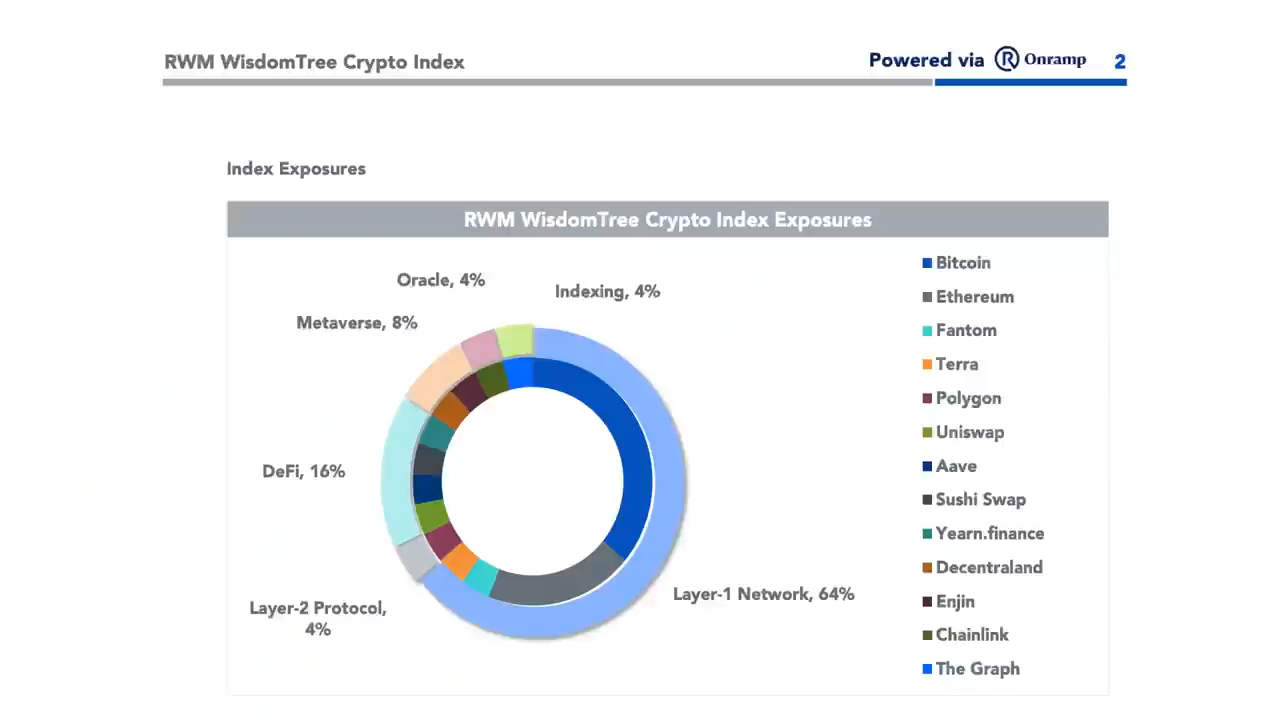 RWM WisdomTree Crypto Index
Powered via R Onramp
2
Index Exposures
RWM WisdomTree Crypto Index Exposures
Oracle, 4%
Indexing, 4%
Metaverse, 8%
DeFi, 16%
Layer-2 Protocol,
4%
Layer-1 Network, 64%
Bitcoin
Ethereum
Fantom
Terra
Polygon
Uniswap
Aave
Sushi Swap
Yearn.finance
Decentraland
Enjin
Chainlink
The Graph